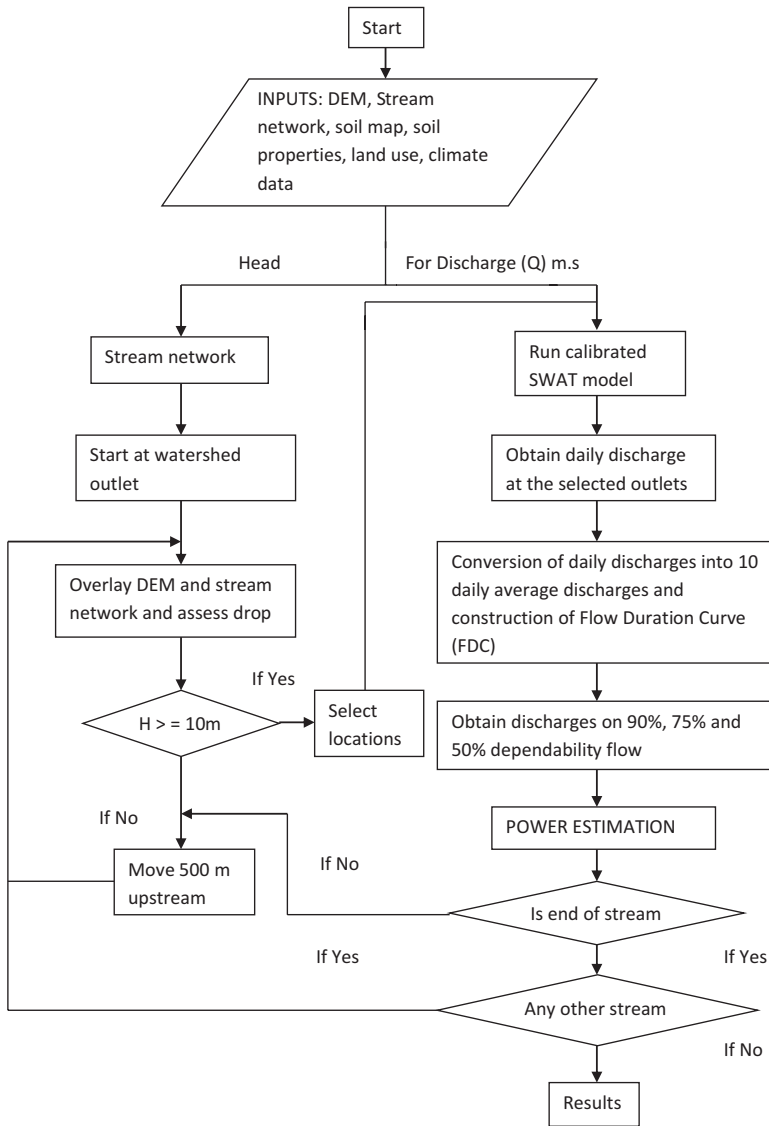 Start
INPUTS: DEM, Stream
network, soil map, soil
properties, land use, climate
data
Head
For Discharge (Q) m.s
Stream network
Run calibrated
SWAT model
Start at watershed
outlet
Obtain daily discharge
at the selected outlets
Overlay DEM and stream
network and assess drop
Conversion of daily discharges into 10
daily average discharges and
construction of Flow Duration Curve
(FDC)
If Yes
H > = 10m
Select
locations
Obtain discharges on 90%, 75% and
50% dependability flow
If No
POWER ESTIMATION
Move 500 m
upstream
If No
Is end of stream
If Yes
If Yes
Any other stream
If No
Results